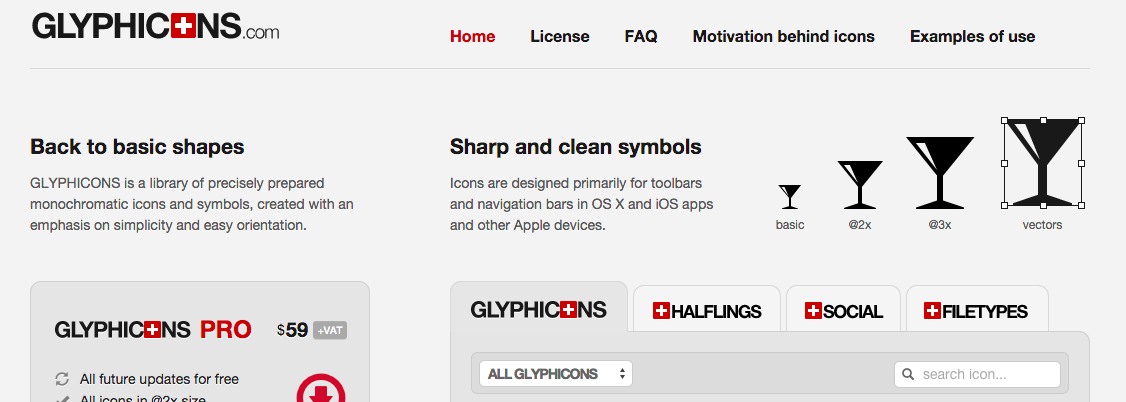 GLYPHICONS.com
Home License FAQ Motivation behind icons Examples of use
Back to basic shapes
GLYPHICONS is a library of precisely prepared
monochromatic icons and symbols, created with an
emphasis on simplicity and easy orientation.
Sharp and clean symbols
Icons are designed primarily for toolbars
and navigation bars in OS X and iOS apps
and other Apple devices.
basic @2x @3x vectors
GLYPHICONS PRO $59 +VAT
All future updates for free
All icons in @2x size
GLYPHICONS HALFLINGS SOCIAL FILETYPES
ALL GLYPHICONS search icon...